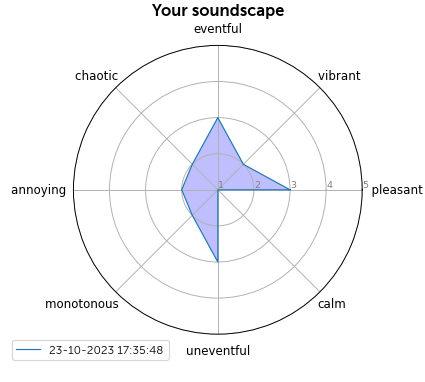 Your soundscape
eventful
chaotic
vibrant
annoying
1 2 3 4 5
pleasant
monotonous
calm
uneventful
23-10-2023 17:35:48